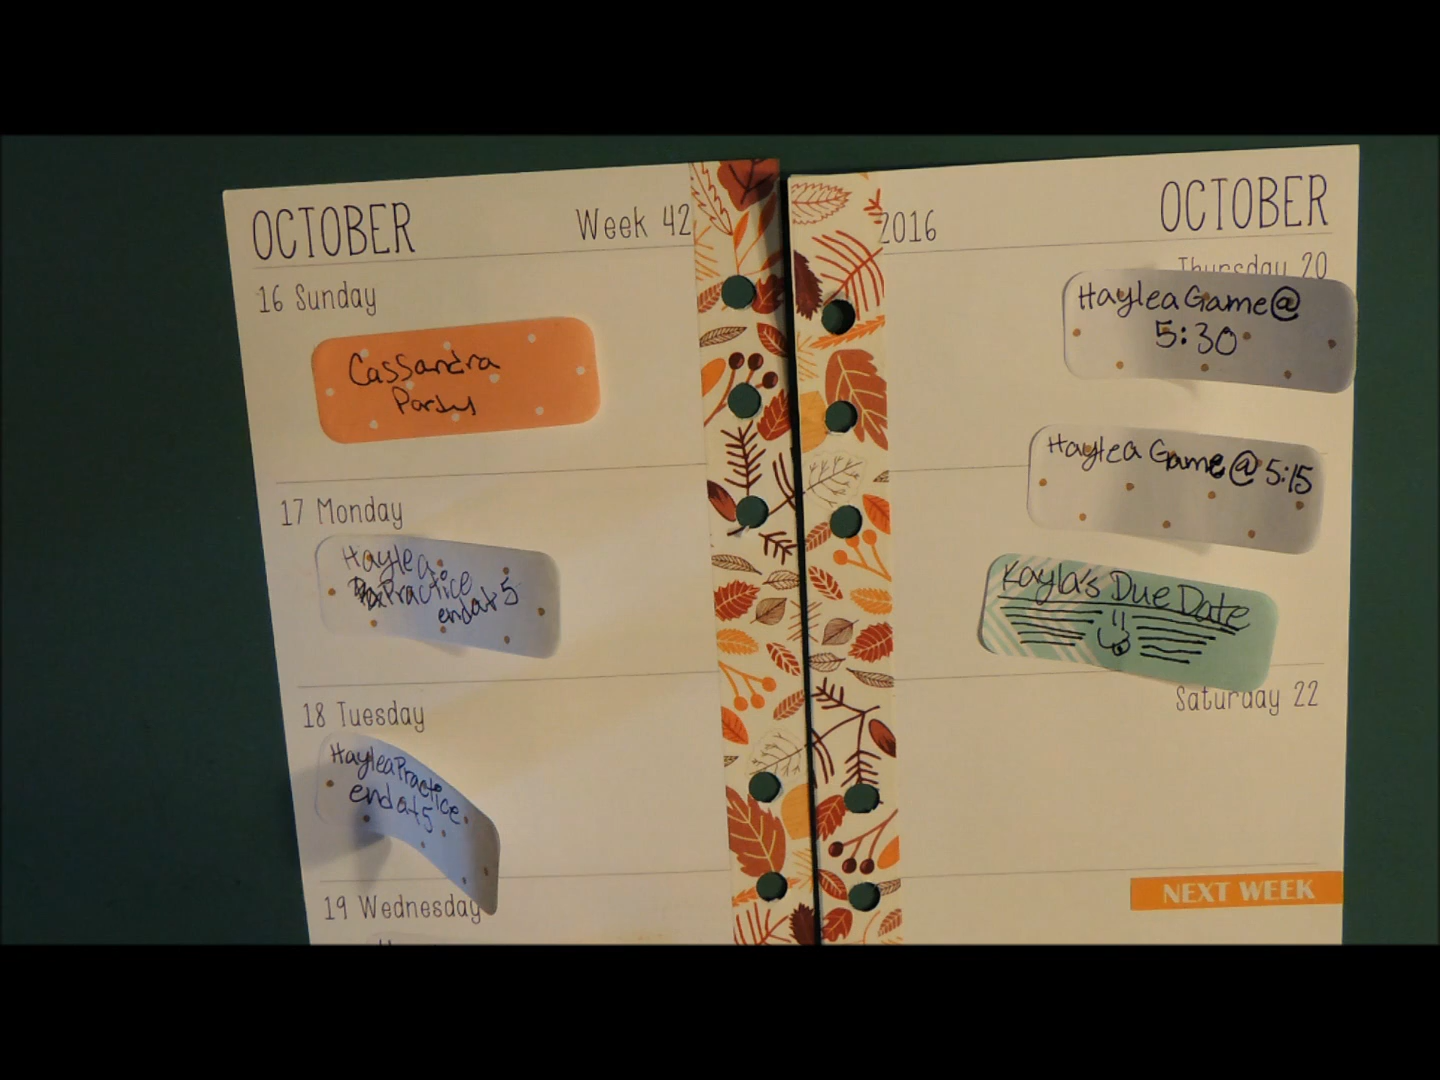 OCTOBER
Week 42
16 Sunday
Cassandra
Party
17 Monday
Haylea
Practice
end at 5
18 Tuesday
Haylea Practice
end at 5
19 Wednesday
2016
OCTOBER
Thursday 20
Haylea Game @
5:30
Haylea Game @ 5:15
Kayla's Due Date
Saturday 22
NEXT WEEK